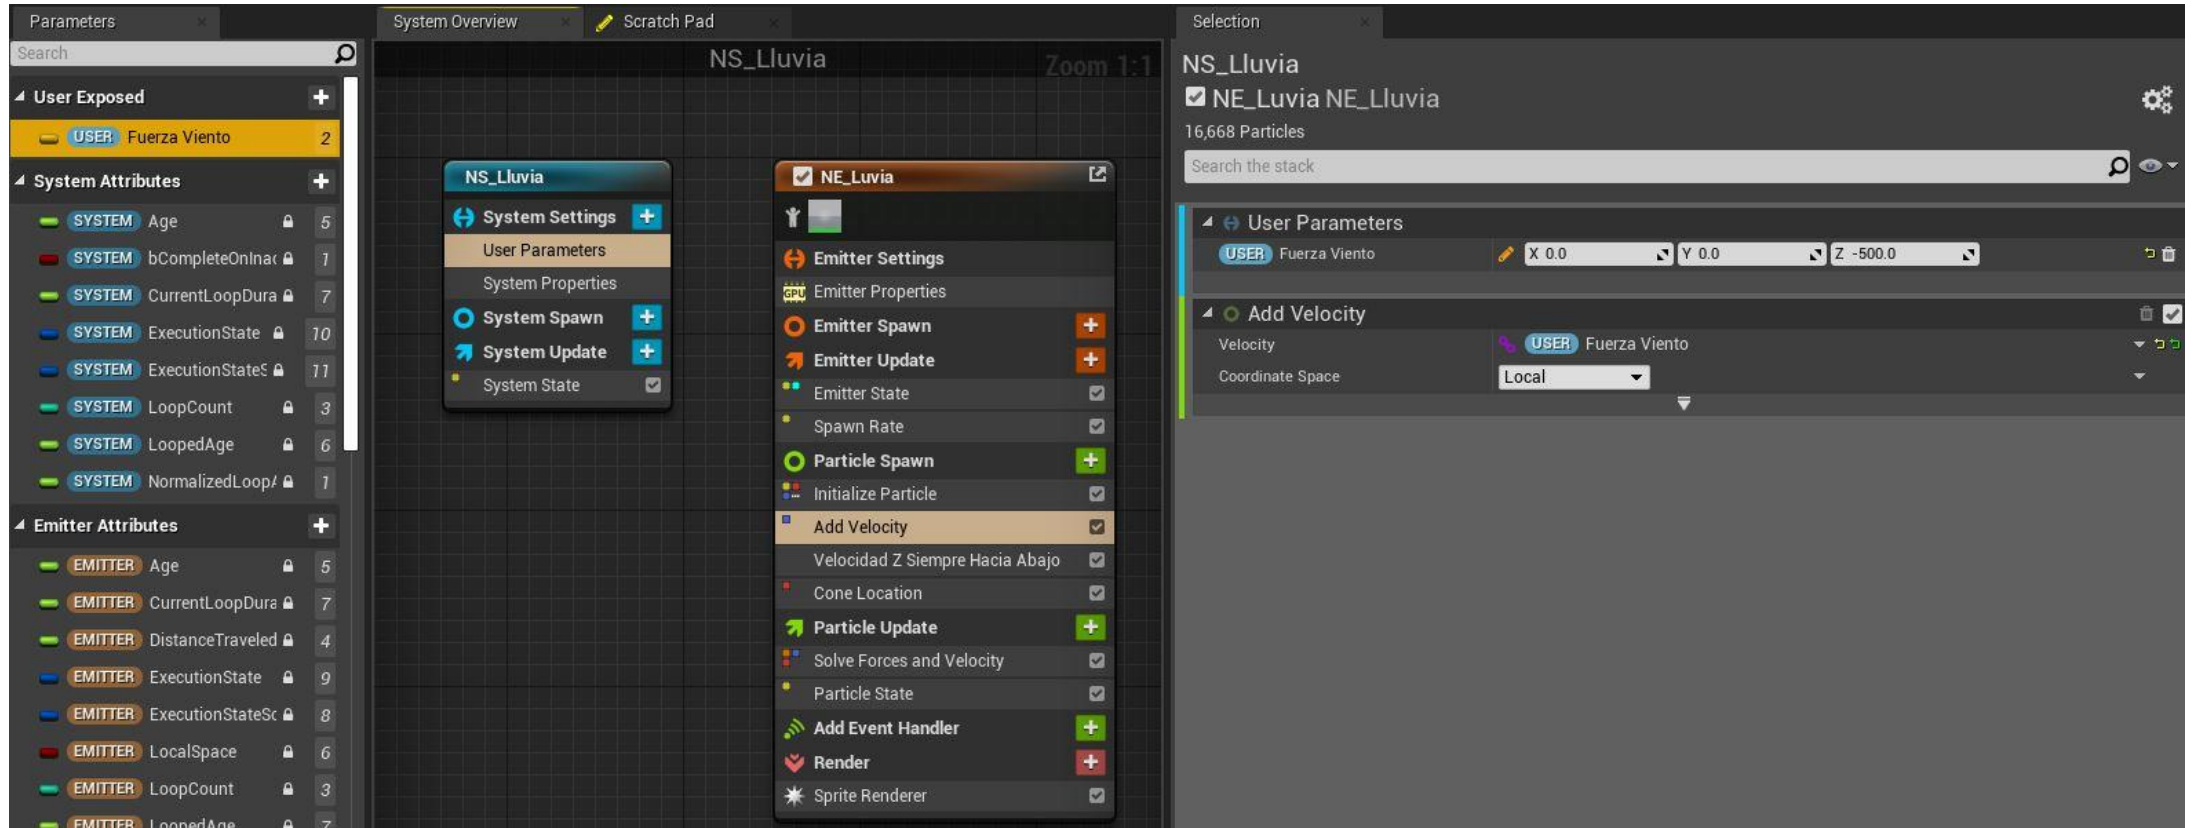 Parameters
Search
User Exposed
USER Fuerza Viento 2
System Attributes
SYSTEM Age 5
SYSTEM bCompleteOnInac 1
SYSTEM CurrentLoopDura 7
SYSTEM ExecutionState 10
SYSTEM ExecutionStateS 11
SYSTEM LoopCount 3
SYSTEM LoopedAge 6
SYSTEM NormalizedLoopA 1
Emitter Attributes
EMITTER Age 5
EMITTER CurrentLoopDura 7
EMITTER DistanceTraveled 4
EMITTER ExecutionState 9
EMITTER ExecutionStateSc 8
EMITTER LocalSpace 6
EMITTER LoopCount 3
EMITTER LoopedAge 7
System Overview
Scratch Pad
NS_Lluvia
Zoom 1:1
NS_Lluvia
System Settings
User Parameters
System Properties
System Spawn
System Update
System State
NE_Luvia
Emitter Settings
GPU Emitter Properties
Emitter Spawn
Emitter Update
Emitter State
Spawn Rate
Particle Spawn
Initialize Particle
Add Velocity
Velocidad Z Siempre Hacia Abajo
Cone Location
Particle Update
Solve Forces and Velocity
Particle State
Add Event Handler
Render
Sprite Renderer
Selection
NS_Lluvia
NE_Luvia NE_Lluvia
16,668 Particles
Search the stack
User Parameters
USER Fuerza Viento X 0.0 Y 0.0 Z -500.0
Add Velocity
Velocity USER Fuerza Viento
Coordinate Space Local